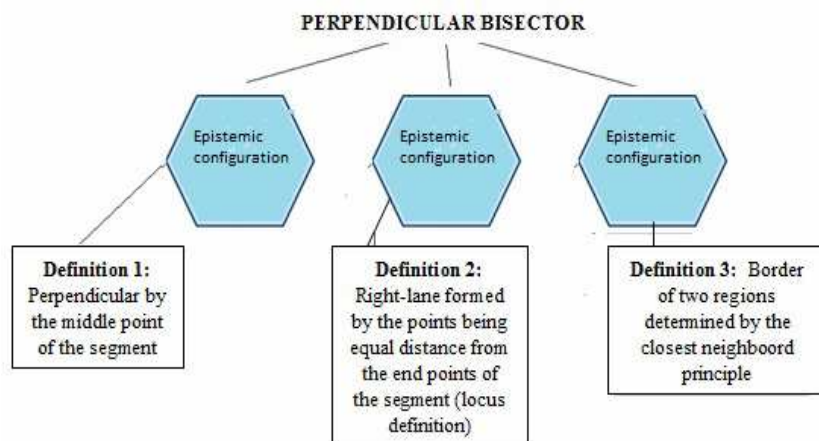 PERPENDICULAR BISECTOR
Epistemic
configuration
Epistemic
configuration
Epistemic
configuration
Definition 1:
Perpendicular by
the middle point
of the segment
Definition 2:
Right-lane formed
by the points being
equal distance from
the end points of
the segment (locus
definition)
Definition 3: Border
of two regions
determined by the
closest neighboord
principle